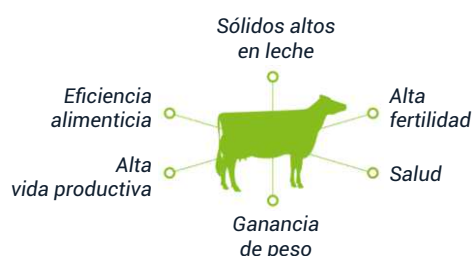 Sólidos altos
en leche
Eficiencia
alimenticia
Alta
fertilidad
Alta
vida productiva
Salud
Ganancia
de peso